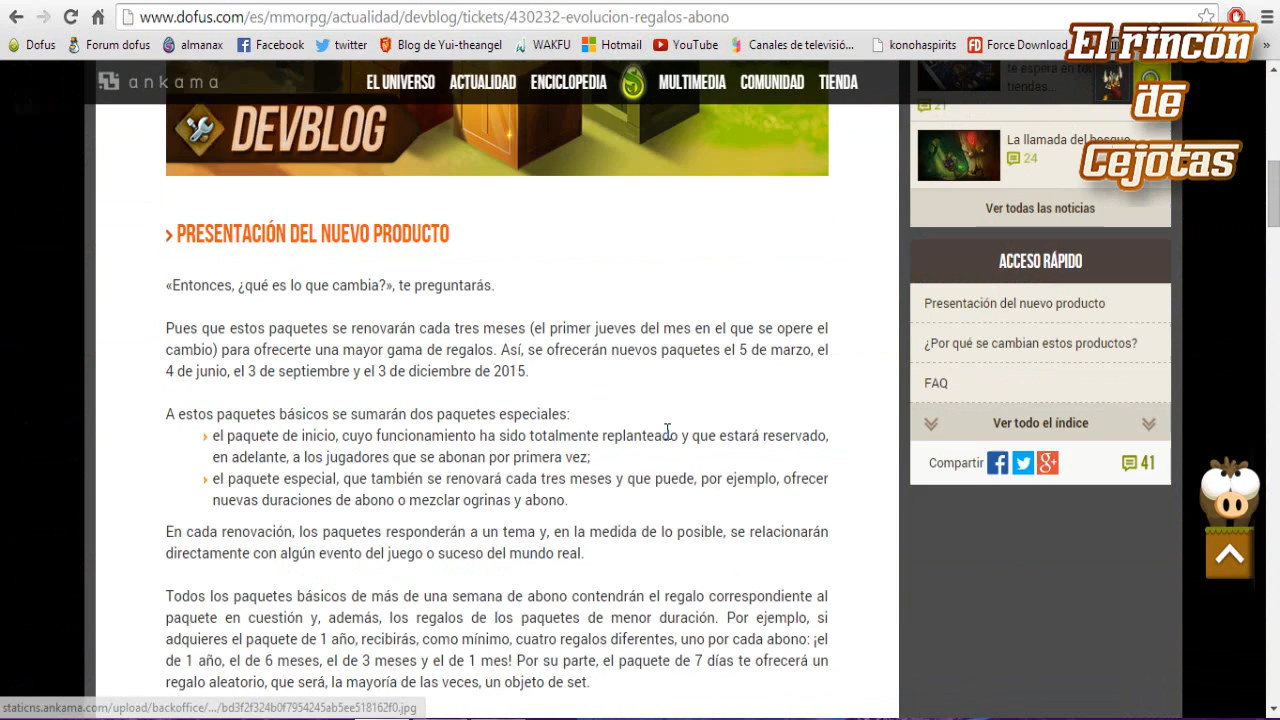 www.dofus.com/es/mmorpg/actualidad/devblog/tickets/430232-evolucion-regalos-abono
Dofus Forum dofus almanax Facebook twitter Blog de Yui-theangel WAKFU Hotmail YouTube Canales de televisió... konohaspirits Force Download »
El rincón
de
Cejotas
ankama EL UNIVERSO ACTUALIDAD ENCICLOPEDIA MULTIMEDIA COMUNIDAD TIENDA
te espera en
tiendas...
21
DEVBLOG
La llamada del bosque
24
Ver todas las noticias
> PRESENTACIÓN DEL NUEVO PRODUCTO
«Entonces, ¿qué es lo que cambia?», te preguntarás.
Pues que estos paquetes se renovarán cada tres meses (el primer jueves del mes en el que se opere el
cambio) para ofrecerte una mayor gama de regalos. Así, se ofrecerán nuevos paquetes el 5 de marzo, el
4 de junio, el 3 de septiembre y el 3 de diciembre de 2015.
A estos paquetes básicos se sumarán dos paquetes especiales:
› el paquete de inicio, cuyo funcionamiento ha sido totalmente replanteado y que estará reservado,
en adelante, a los jugadores que se abonan por primera vez;
› el paquete especial, que también se renovará cada tres meses y que puede, por ejemplo, ofrecer
nuevas duraciones de abono o mezclar ogrinas y abono.
En cada renovación, los paquetes responderán a un tema y, en la medida de lo posible, se relacionarán
directamente con algún evento del juego o suceso del mundo real.
Todos los paquetes básicos de más de una semana de abono contendrán el regalo correspondiente al
paquete en cuestión y, además, los regalos de los paquetes de menor duración. Por ejemplo, si
adquieres el paquete de 1 año, recibirás, como mínimo, cuatro regalos diferentes, uno por cada abono: ¡el
de 1 año, el de 6 meses, el de 3 meses y el de 1 mes! Por su parte, el paquete de 7 días te ofrecerá un
regalo aleatorio, que será, la mayoría de las veces, un objeto de set.
ACCESO RÁPIDO
Presentación del nuevo producto
¿Por qué se cambian estos productos?
FAQ
Ver todo el índice
Compartir 41
staticns.ankama.com/upload/backoffice/.../bd3f2f324b0f7954245ab5ee518162f0.jpg